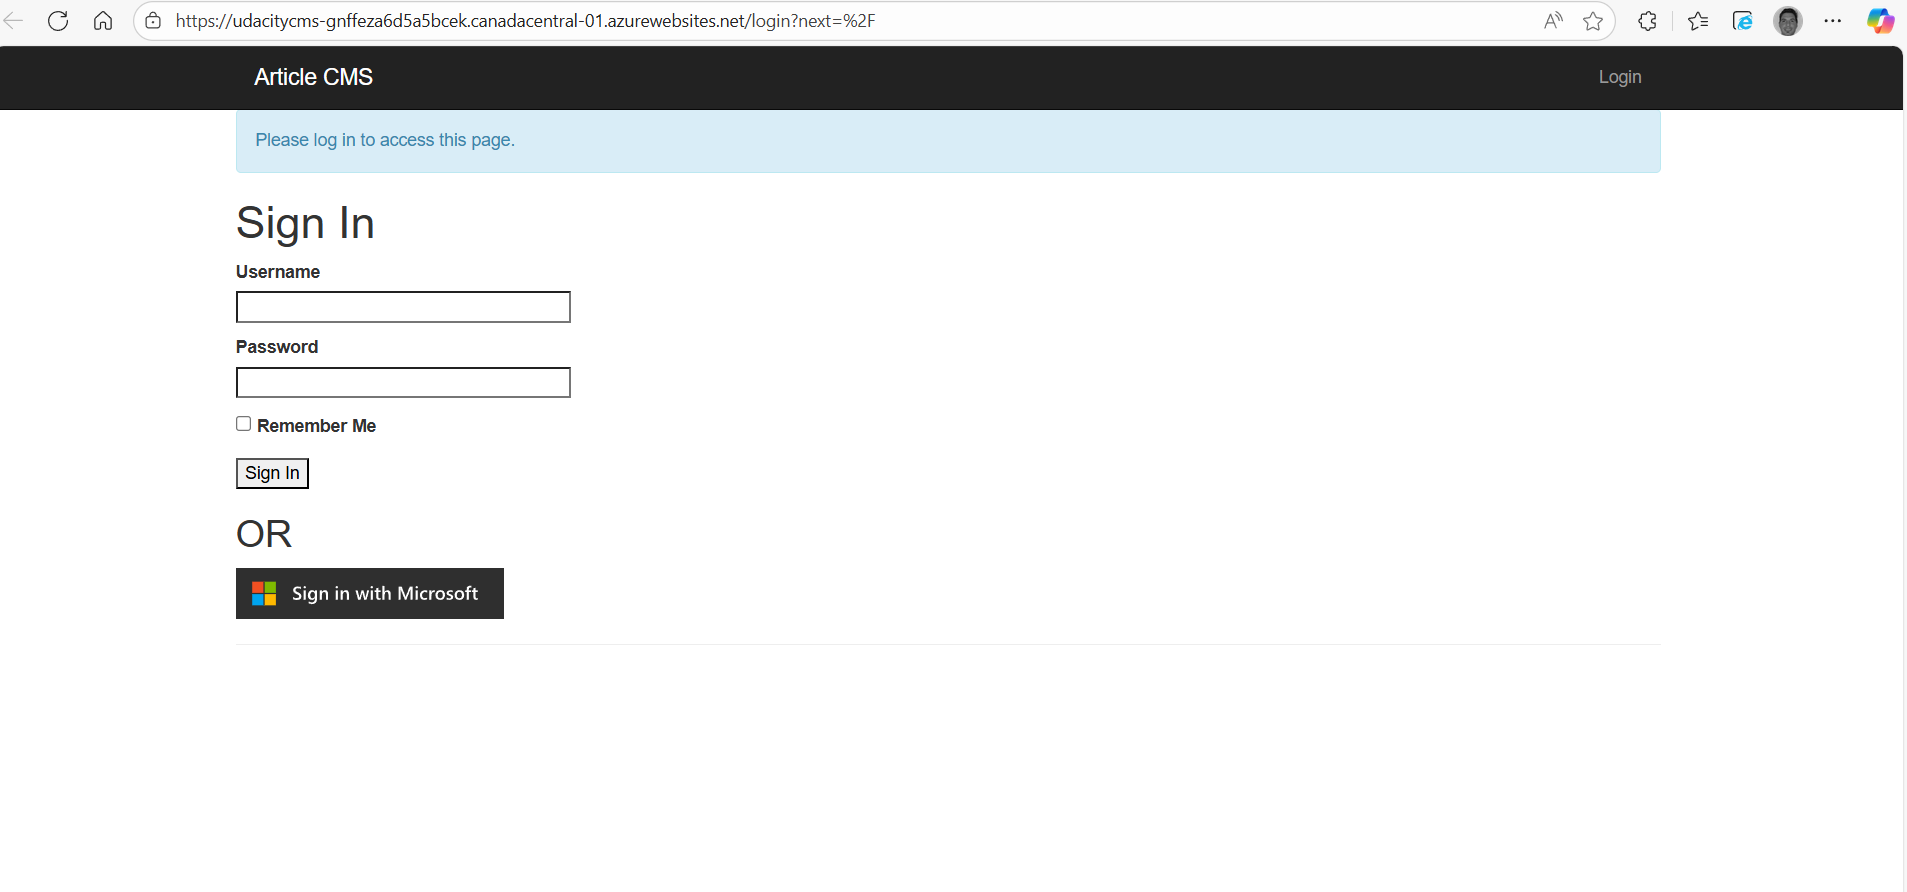 https://udacitycms-gnffeza6d5a5bcek.canadacentral-01.azurewebsites.net/login?next=%2F
Article CMS
Login
Please log in to access this page.
Sign In
Username
Password
Remember Me
Sign In
OR
Sign in with Microsoft